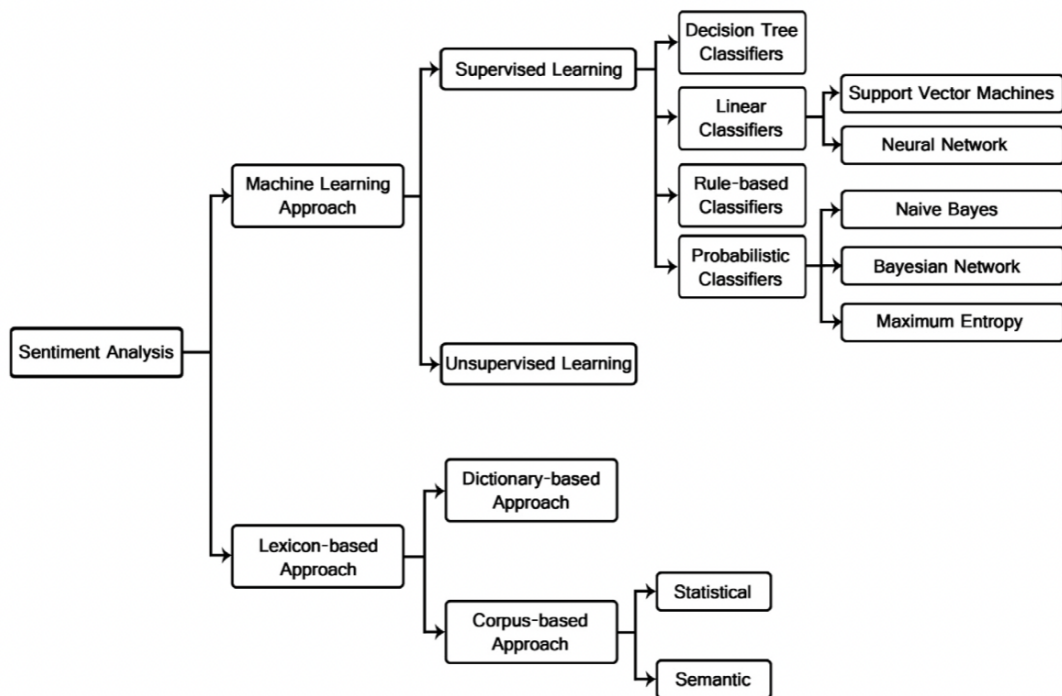 Sentiment Analysis
Machine Learning
Approach
Lexicon-based
Approach
Supervised Learning
Unsupervised Learning
Dictionary-based
Approach
Corpus-based
Approach
Decision Tree
Classifiers
Linear
Classifiers
Rule-based
Classifiers
Probabilistic
Classifiers
Statistical
Semantic
Support Vector Machines
Neural Network
Naive Bayes
Bayesian Network
Maximum Entropy